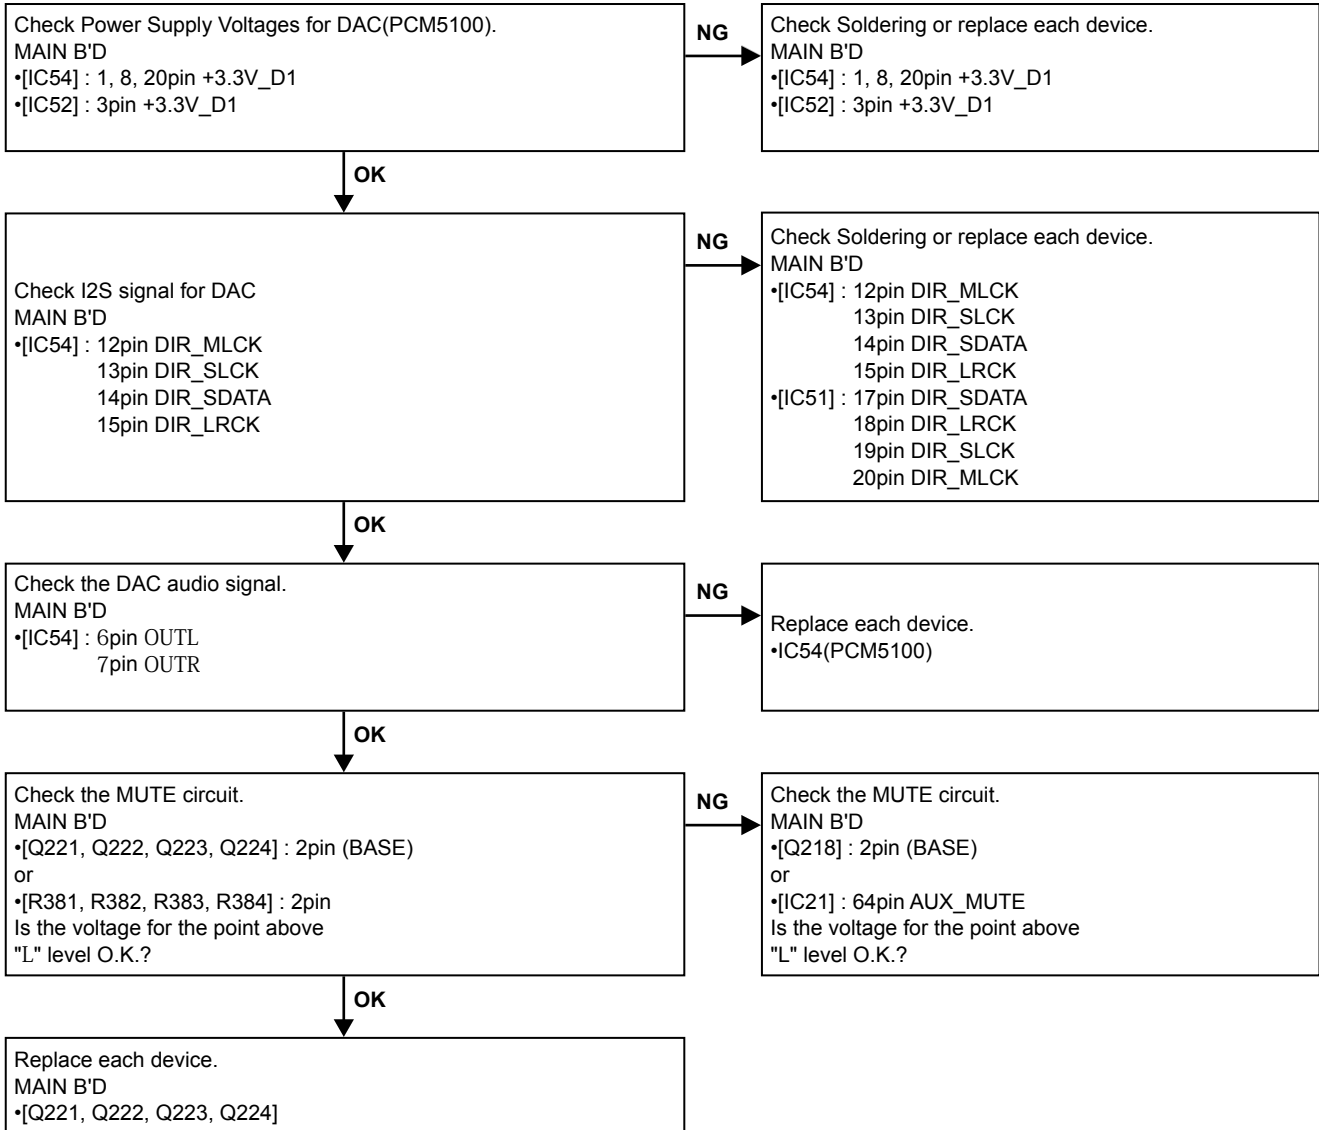 Check Power Supply Voltages for DAC(PCM5100).
MAIN B'D
•[IC54] : 1, 8, 20pin +3.3V_D1
•[IC52] : 3pin +3.3V_D1
NG
Check Soldering or replace each device.
MAIN B'D
•[IC54] : 1, 8, 20pin +3.3V_D1
•[IC52] : 3pin +3.3V_D1
OK
Check I2S signal for DAC
MAIN B'D
•[IC54] : 12pin DIR_MLCK
13pin DIR_SLCK
14pin DIR_SDATA
15pin DIR_LRCK
NG
Check Soldering or replace each device.
MAIN B'D
•[IC54] : 12pin DIR_MLCK
13pin DIR_SLCK
14pin DIR_SDATA
15pin DIR_LRCK
•[IC51] : 17pin DIR_SDATA
18pin DIR_LRCK
19pin DIR_SLCK
20pin DIR_MLCK
OK
Check the DAC audio signal.
MAIN B'D
•[IC54] : 6pin OUTL
7pin OUTR
NG
Replace each device.
•IC54(PCM5100)
OK
Check the MUTE circuit.
MAIN B'D
•[Q221, Q222, Q223, Q224] : 2pin (BASE)
or
•[R381, R382, R383, R384] : 2pin
Is the voltage for the point above
"L" level O.K.?
NG
Check the MUTE circuit.
MAIN B'D
•[Q218] : 2pin (BASE)
or
•[IC21] : 64pin AUX_MUTE
Is the voltage for the point above
"L" level O.K.?
OK
Replace each device.
MAIN B'D
•[Q221, Q222, Q223, Q224]